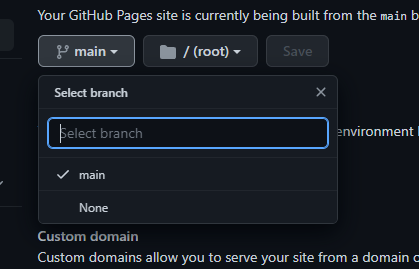 Your GitHub Pages site is currently being built from the main b
main
/ (root)
Save
Select branch
Select branch
environment
main
None
Custom domain
Custom domains allow you to serve your site from a domain